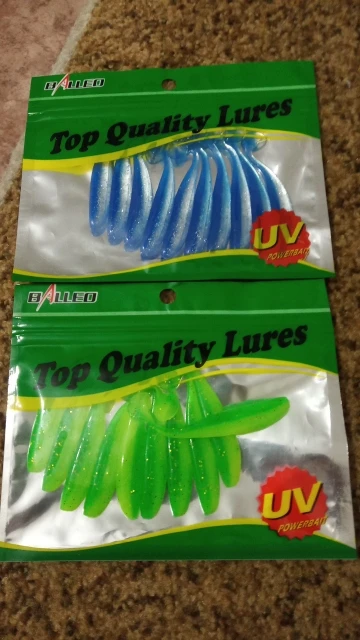 BALLEO
Top Quality Lures
UV
POWERBAIT
BALLEO
Top Quality Lures
UV
POWERBAIT